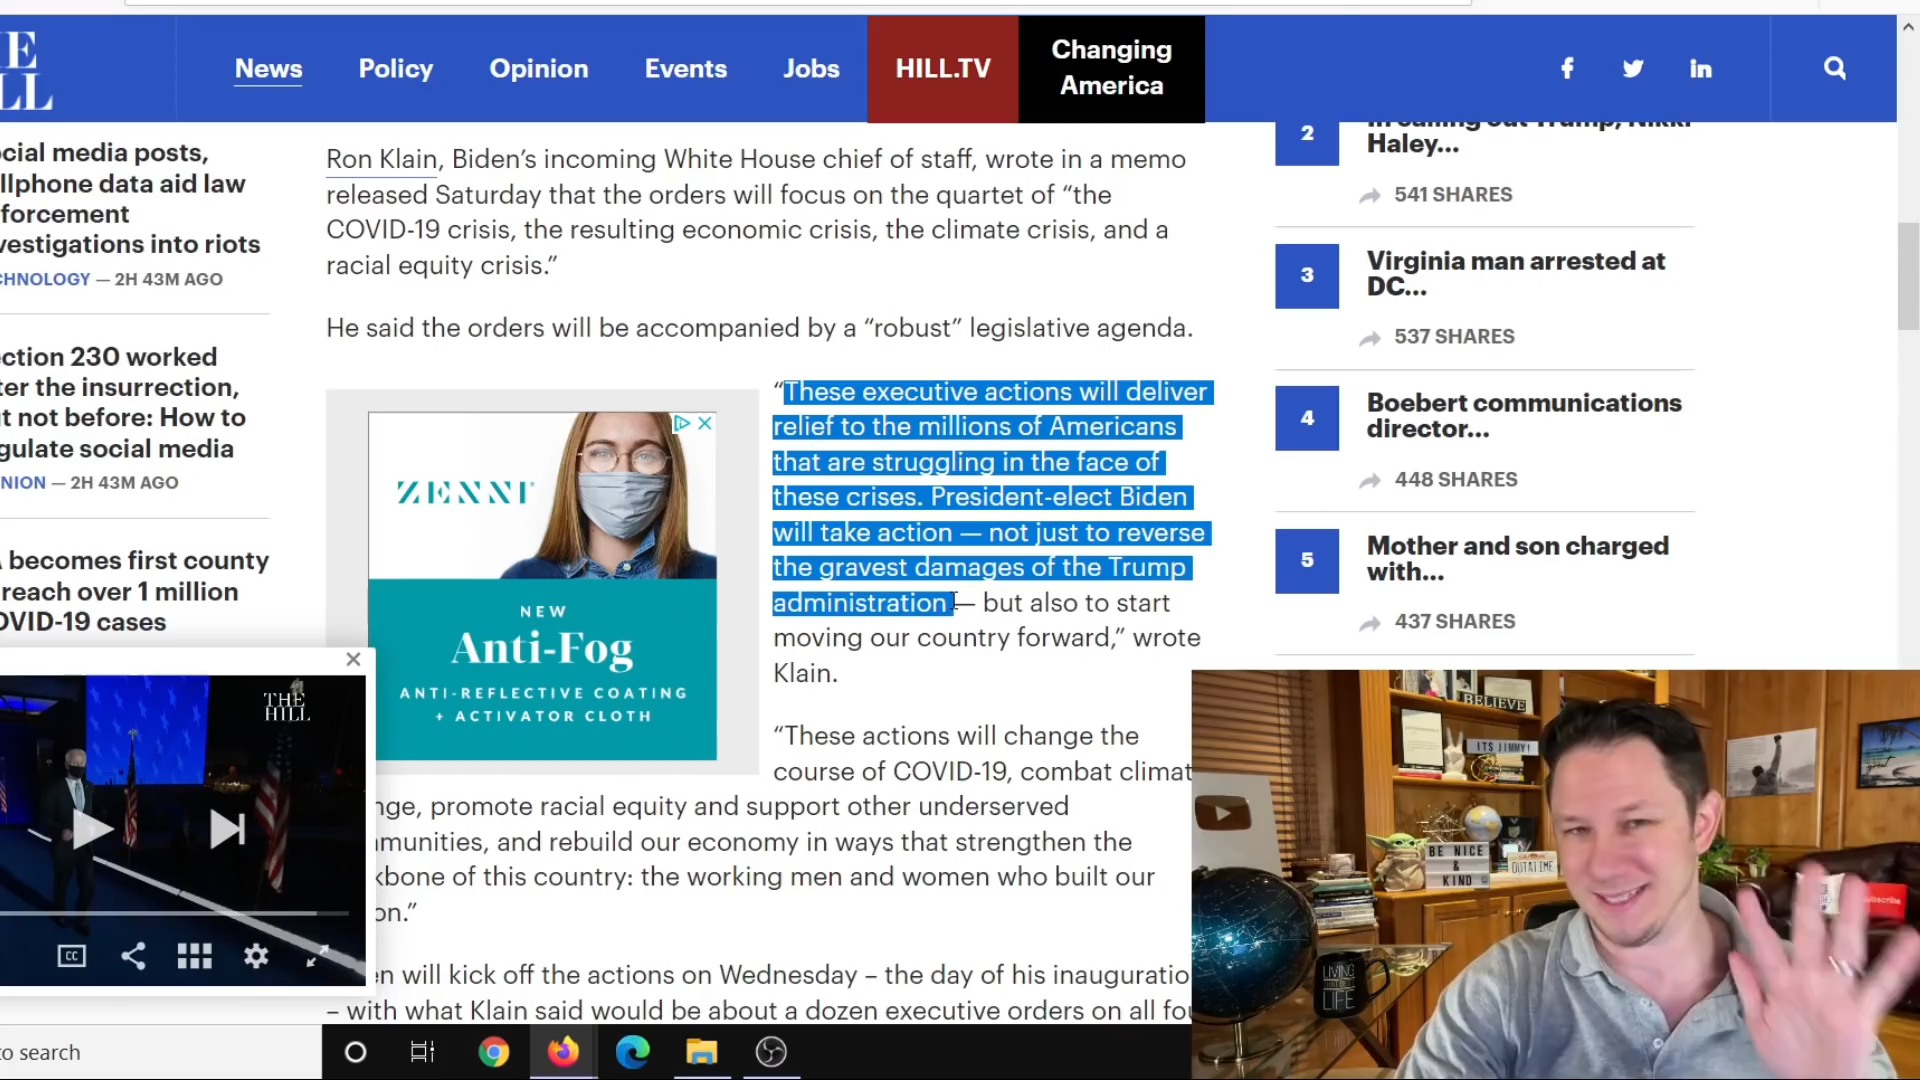 News
Policy
Opinion
Events
Jobs
HILL.TV
Changing
America
cial media posts,
llphone data aid law
forcement
vestigations into riots
CHNOLOGY — 2H 43M AGO
ction 230 worked
ter the insurrection,
t not before: How to
gulate social media
NION — 2H 43M AGO
becomes first county
reach over 1 million
OVID-19 cases
Ron Klain, Biden's incoming White House chief of staff, wrote in a memo
released Saturday that the orders will focus on the quartet of “the
COVID-19 crisis, the resulting economic crisis, the climate crisis, and a
racial equity crisis.”
He said the orders will be accompanied by a “robust” legislative agenda.
ZENNI
NEW
Anti-Fog
ANTI-REFLECTIVE COATING
+ ACTIVATOR CLOTH
“These executive actions will deliver
relief to the millions of Americans
that are struggling in the face of
these crises. President-elect Biden
will take action — not just to reverse
the gravest damages of the Trump
administration — but also to start
moving our country forward,” wrote
Klain.
“These actions will change the
course of COVID-19, combat climat
nge, promote racial equity and support other underserved
mmunities, and rebuild our economy in ways that strengthen the
kbone of this country: the working men and women who built our
on.”
en will kick off the actions on Wednesday – the day of his inauguratio
– with what Klain said would be about a dozen executive orders on all fou
2
Haley...
541 SHARES
3
Virginia man arrested at
DC...
537 SHARES
4
Boebert communications
director...
448 SHARES
5
Mother and son charged
with...
437 SHARES
THE
HILL
CC
to search
BELIEVE
ITS JIMMY!
BE NICE
&
KIND
OUTATIME
LIVING
LIFE